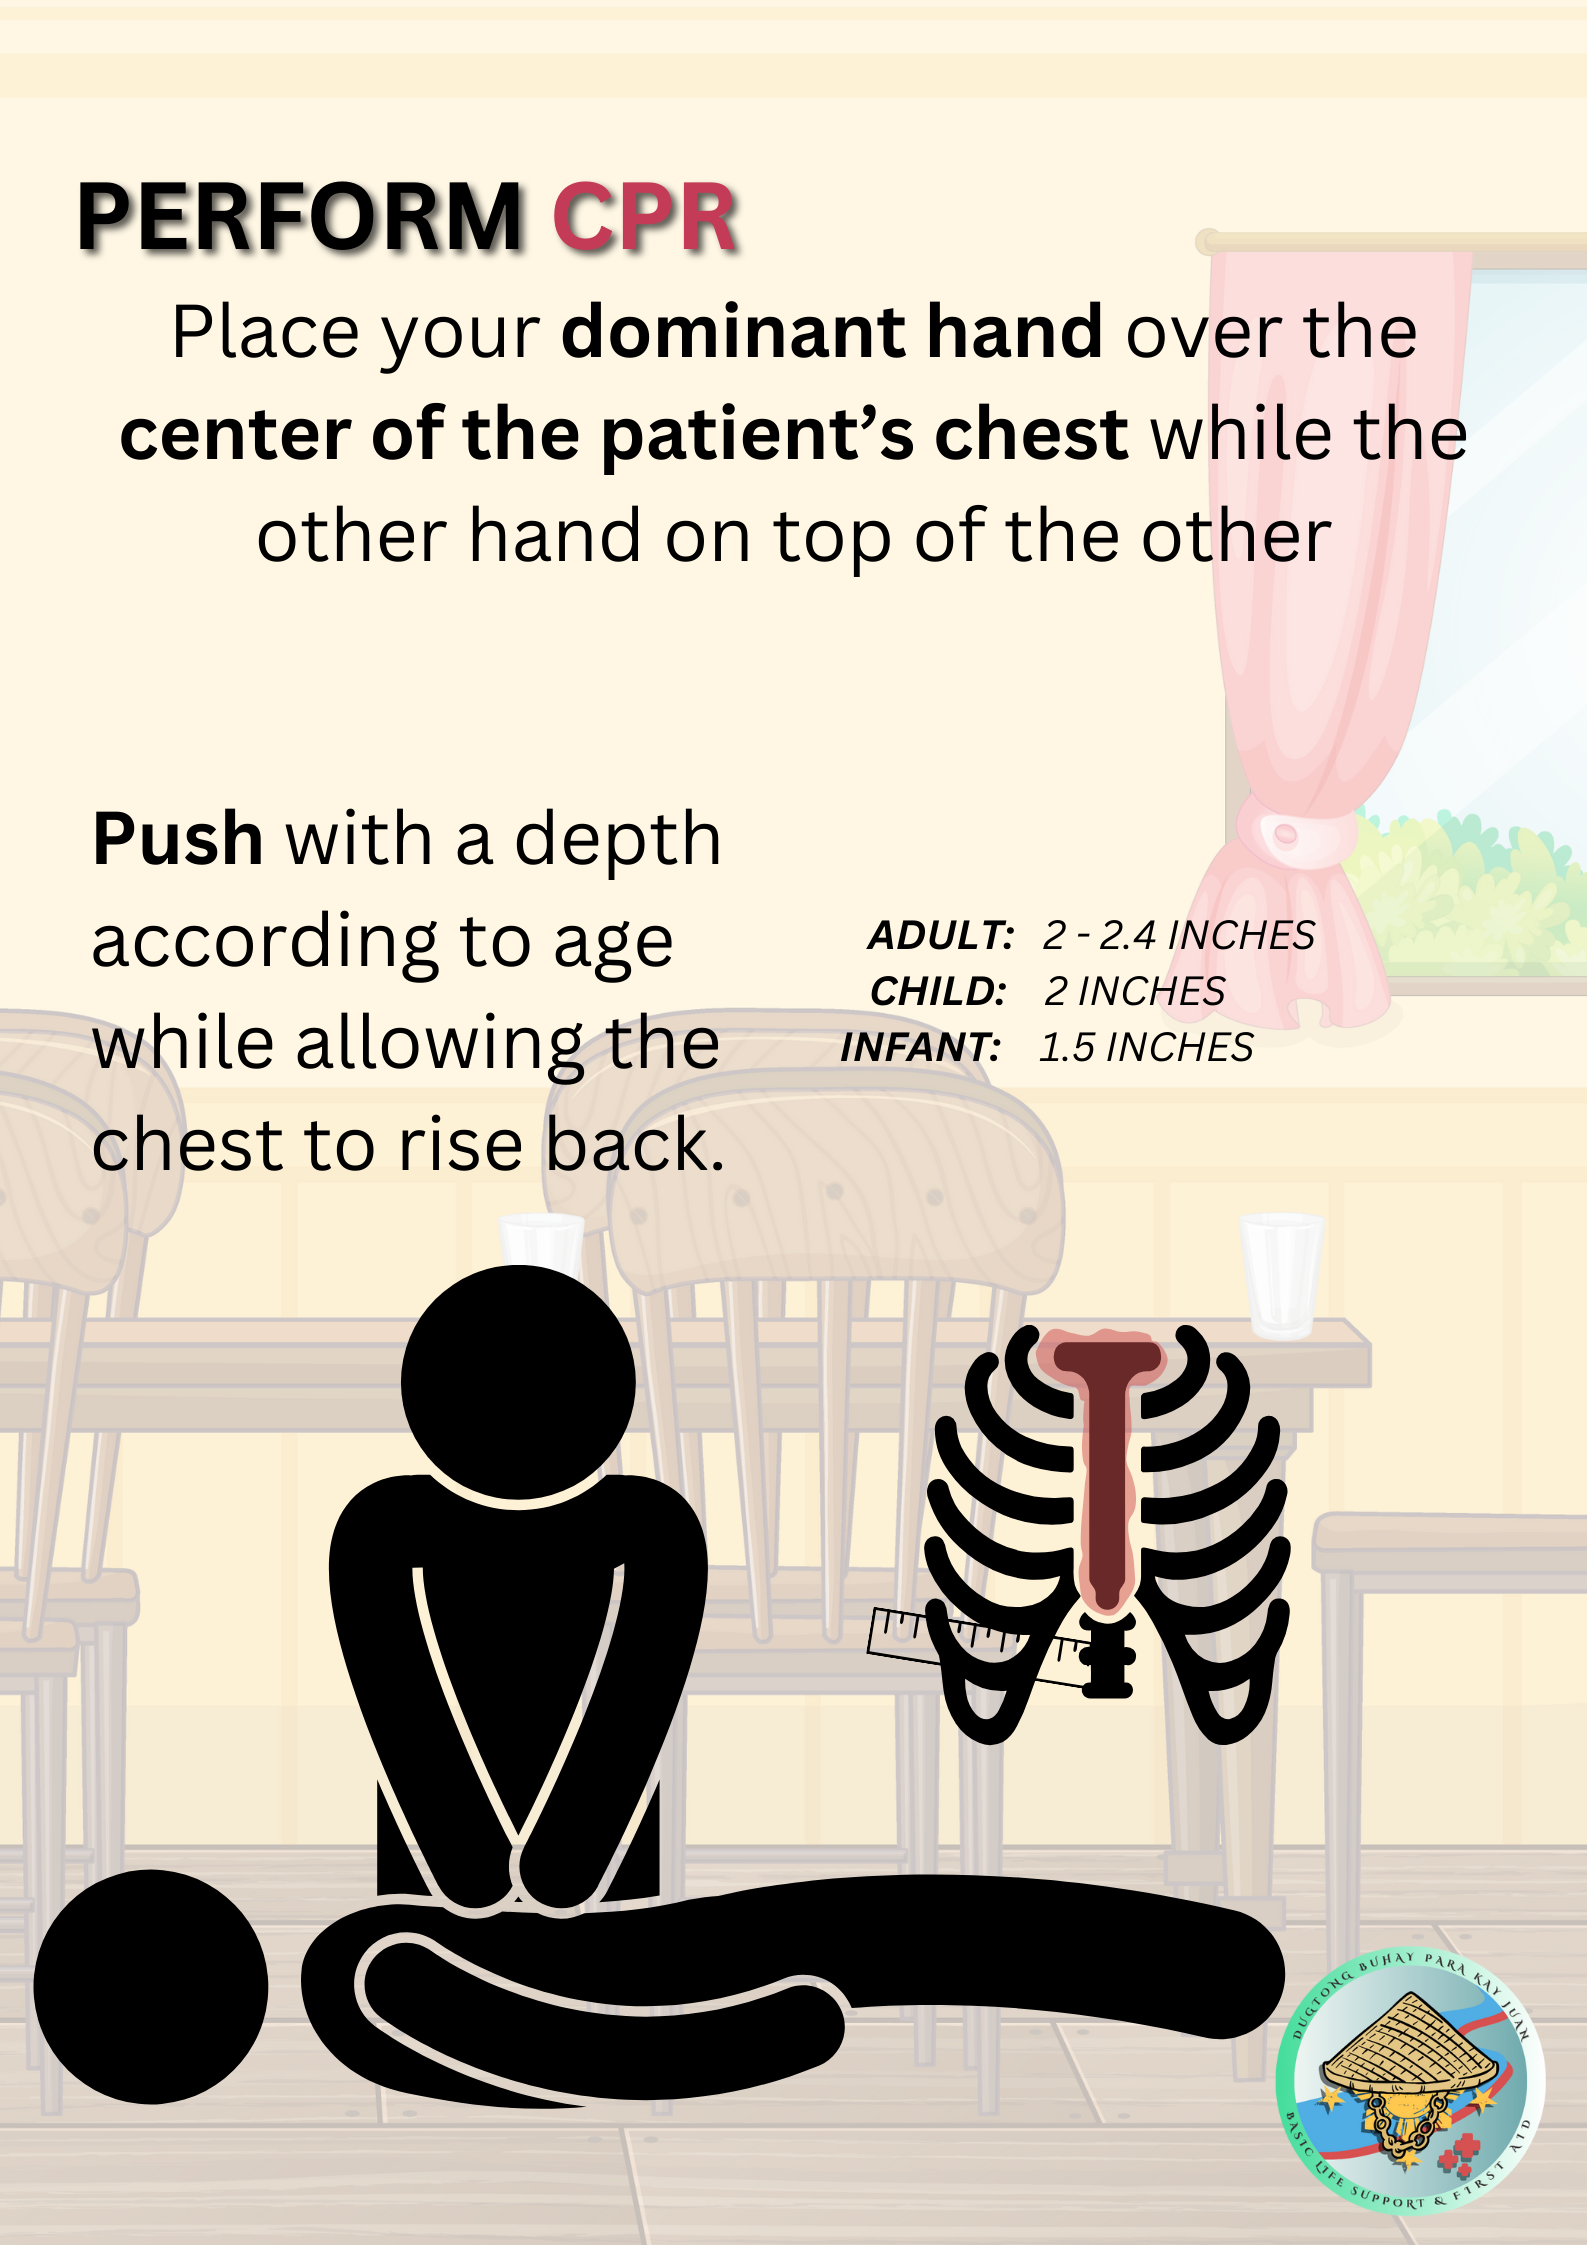 PERFORM CPR
Place your dominant hand over the
center of the patient’s chest while the
other hand on top of the other
Push with a depth
according to age
while allowing the
chest to rise back.
ADULT: 2 - 2.4 INCHES
CHILD: 2 INCHES
INFANT: 1.5 INCHES
DUGTONG BUHAY PARA KAY JUAN
BASIC LIFE SUPPORT & FIRST AID